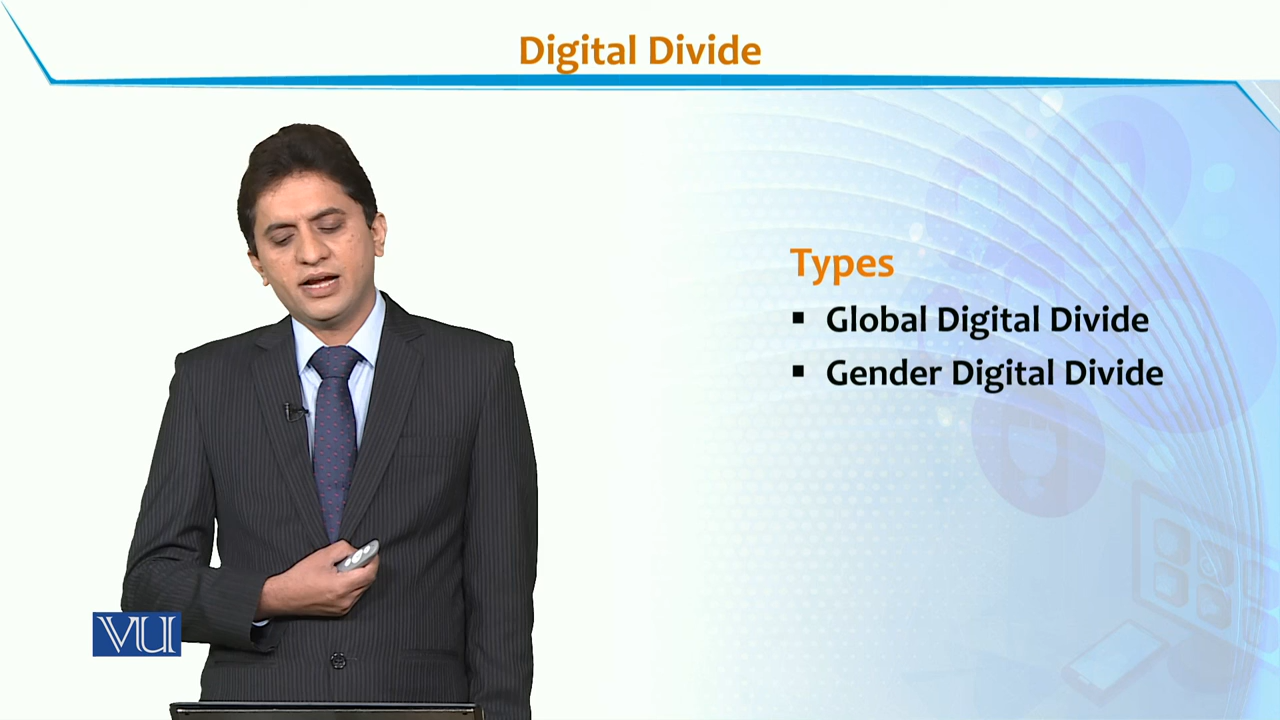 Digital Divide
Types
▪ Global Digital Divide
▪ Gender Digital Divide
VU